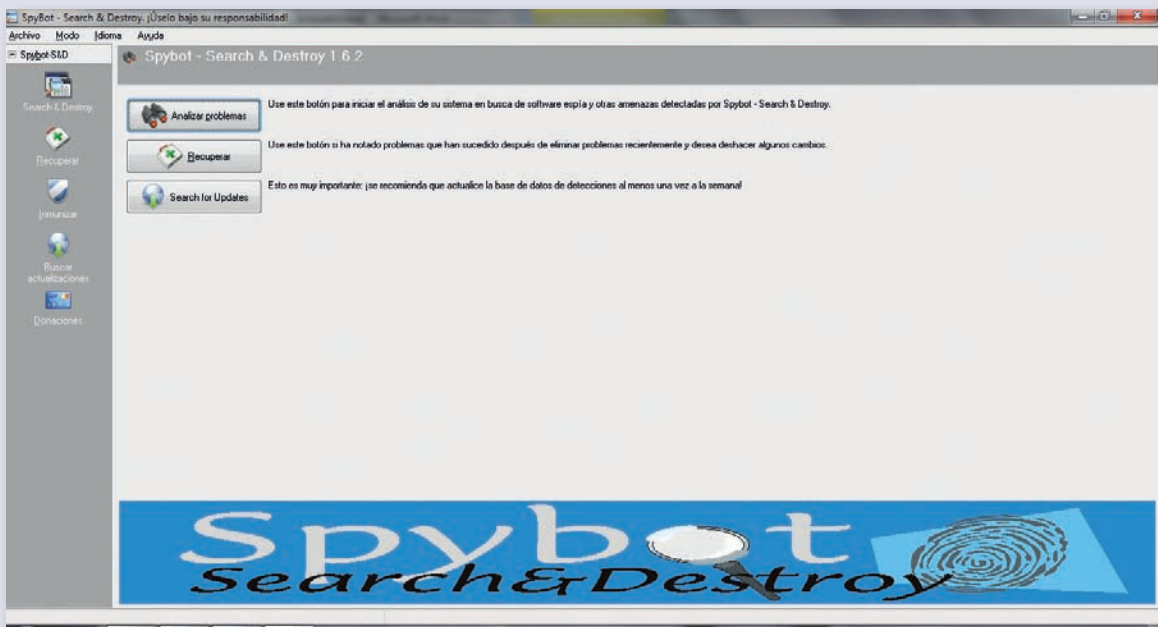 SpyBot - Search & Destroy. ¡Úselo bajo su responsabilidad!
Archivo Modo Idioma Ayuda
Spybot-S&D
Search & Destroy
Recuperar
Inmunizar
Buscar
actualizaciones
Donaciones
Spybot - Search & Destroy 1.6.2
Analizar problemas
Use este botón para iniciar el análisis de su sistema en busca de software espía y otras amenazas detectadas por Spybot - Search & Destroy.
Recuperar
Use este botón si ha notado problemas que han sucedido después de eliminar problemas recientemente y desea deshacer algunos cambios.
Search for Updates
Esto es muy importante: ¡se recomienda que actualice la base de datos de detecciones al menos una vez a la semana!
Spybot
Search&Destroy